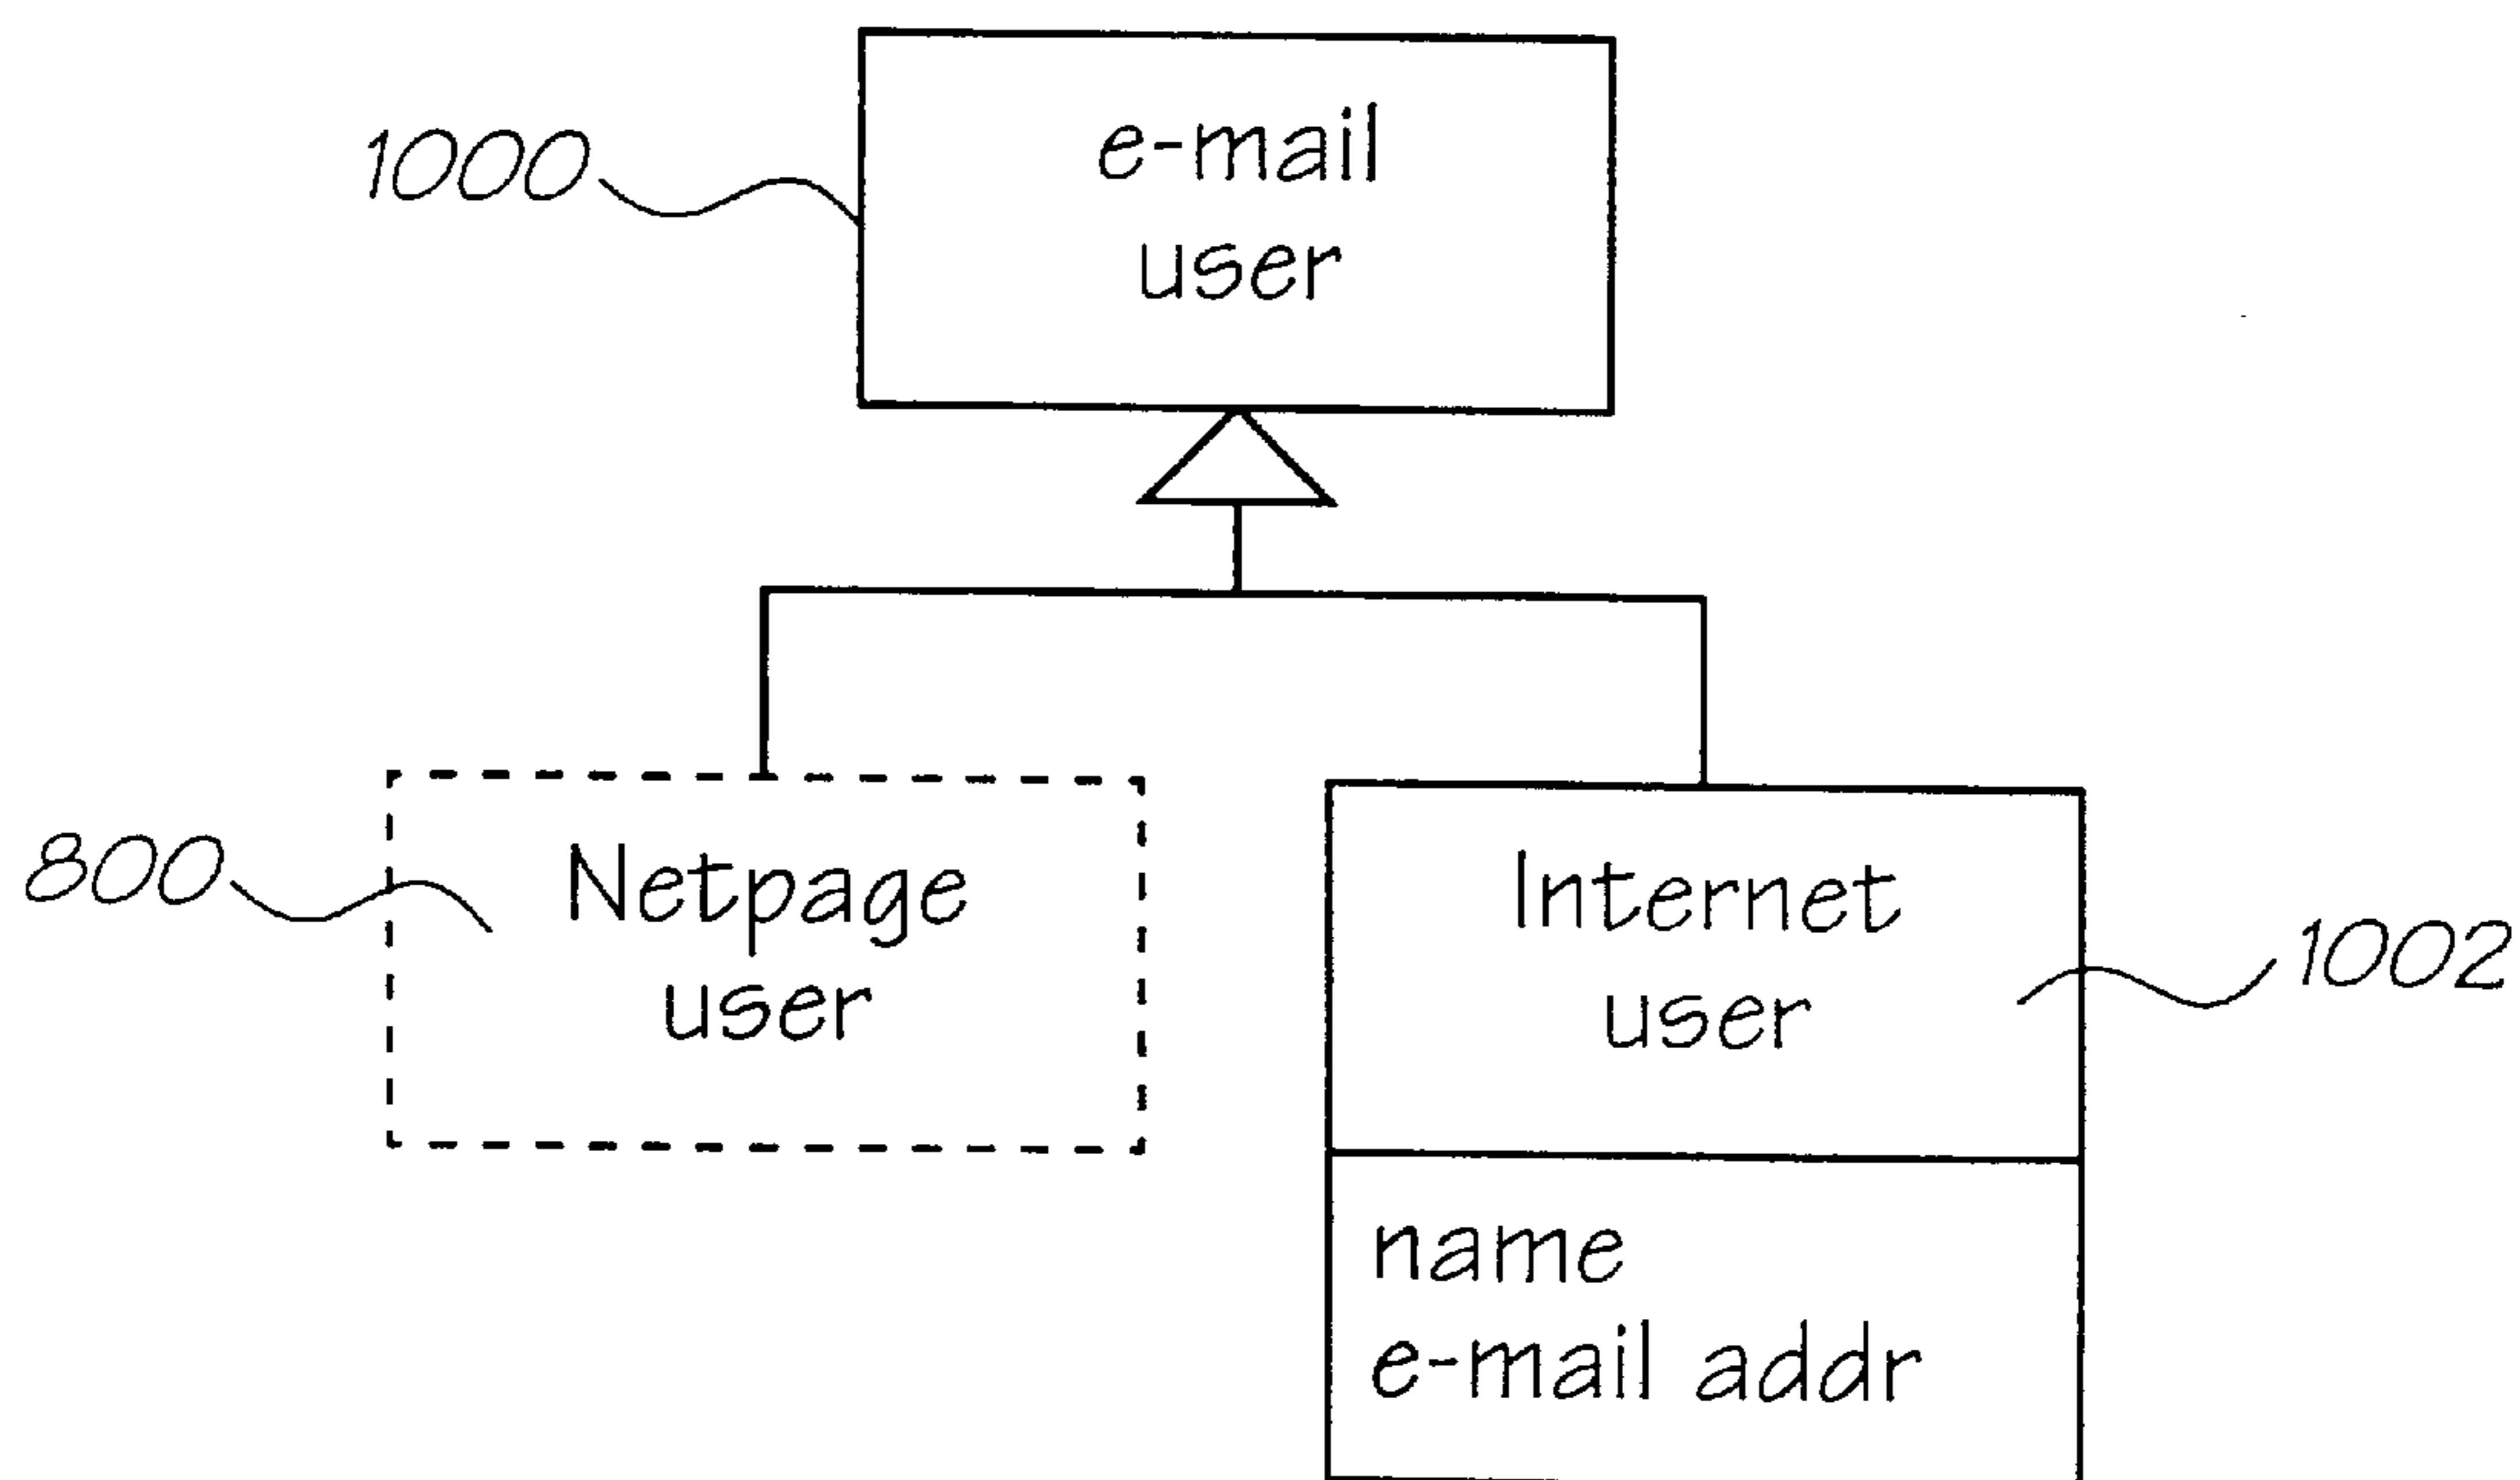 1000
e-mail
user
800
Netpage
user
Internet
user
1002
name
e-mail addr